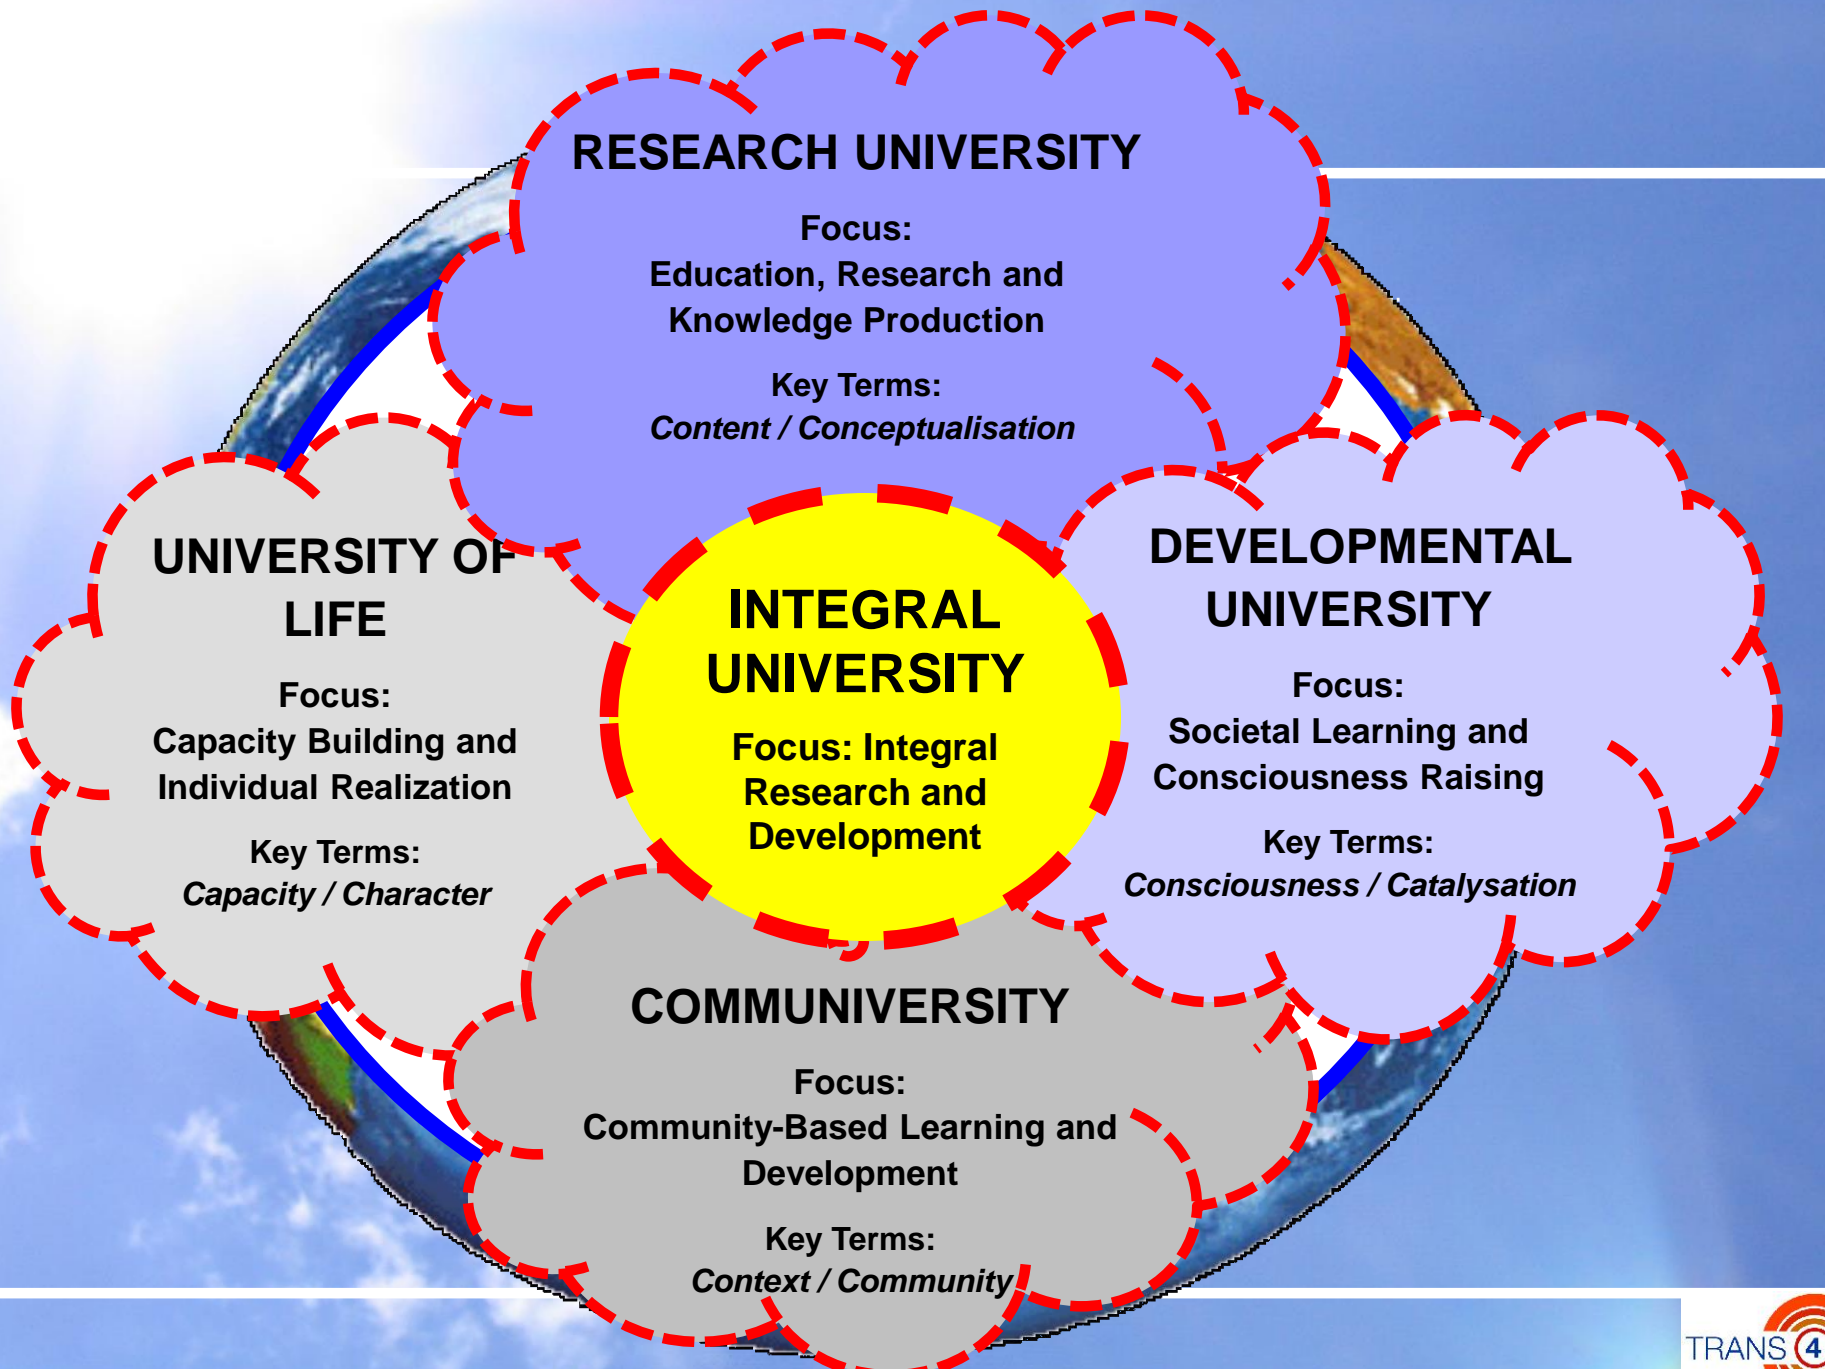 RESEARCH UNIVERSITY
Focus:
Education, Research and
Knowledge Production
Key Terms:
Content / Conceptualisation
UNIVERSITY OF
LIFE
Focus:
Capacity Building and
Individual Realization
Key Terms:
Capacity / Character
INTEGRAL
UNIVERSITY
Focus: Integral
Research and
Development
DEVELOPMENTAL
UNIVERSITY
Focus:
Societal Learning and
Consciousness Raising
Key Terms:
Consciousness / Catalysation
COMMUNIVERSITY
Focus:
Community-Based Learning and
Development
Key Terms:
Context / Community
TRANS 4